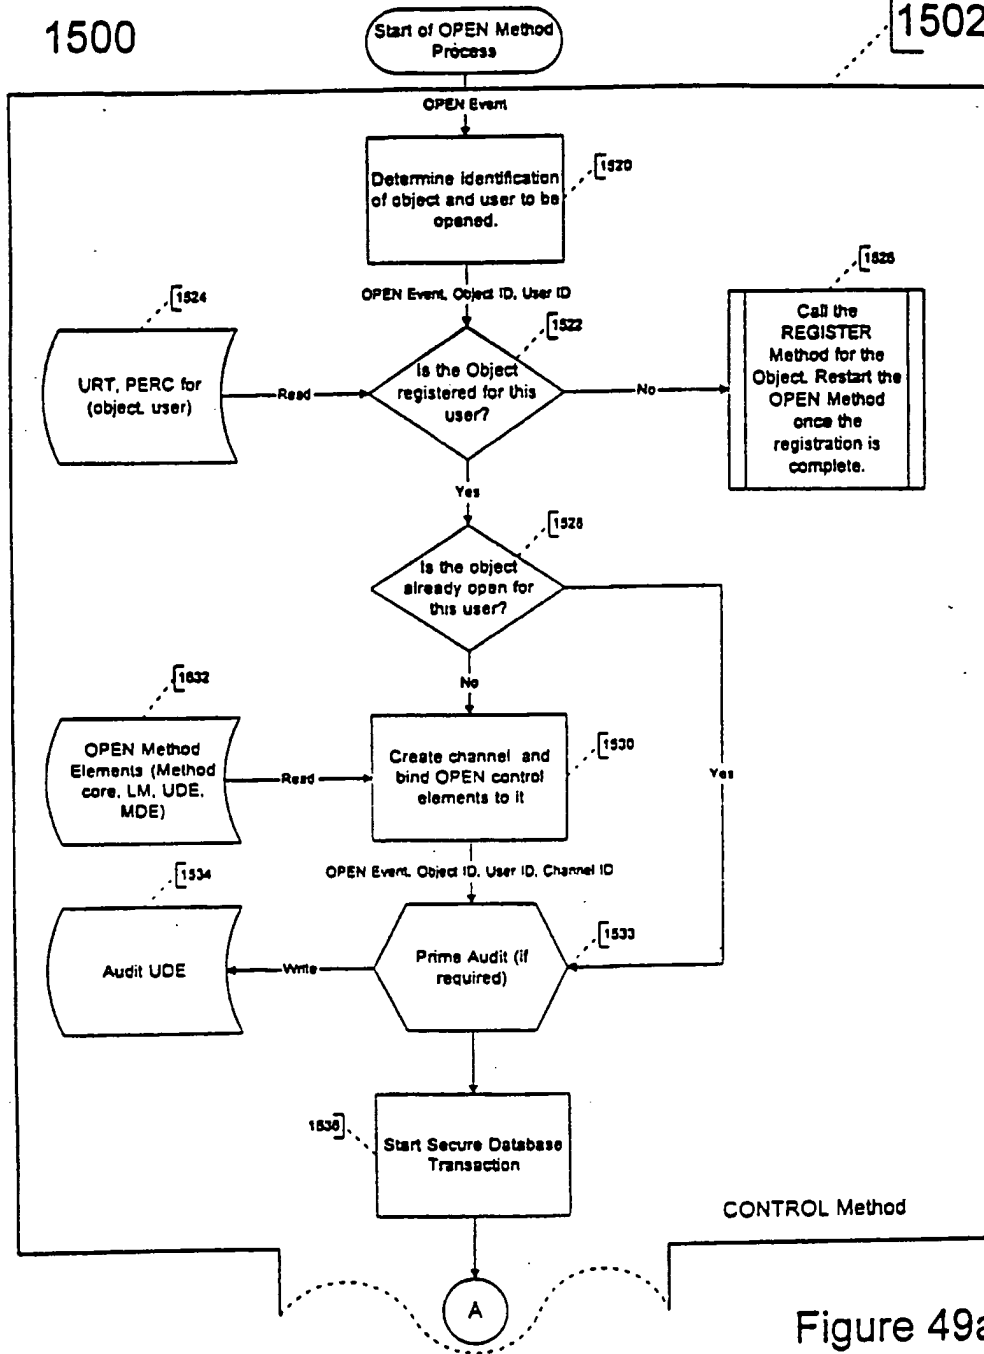 1500
Start of OPEN Method
Process
1502
OPEN Event
Determine identification
of object and user to be
opened.
1520
OPEN Event, Object ID, User ID
1524
URT, PERC for
(object, user)
Read
1522
Is the Object
registered for this
user?
No
1526
Call the
REGISTER
Method for the
Object. Restart the
OPEN Method
once the
registration is
complete.
Yes
1528
Is the object
already open for
this user?
Yes
No
1532
OPEN Method
Elements (Method
core, LM, UDE,
MDE)
Read
Create channel and
bind OPEN control
elements to it
1530
OPEN Event, Object ID, User ID, Channel ID
1534
Audit UDE
Write
Prime Audit (if
required)
1533
1536
Start Secure Database
Transaction
CONTROL Method
A
Figure 49a